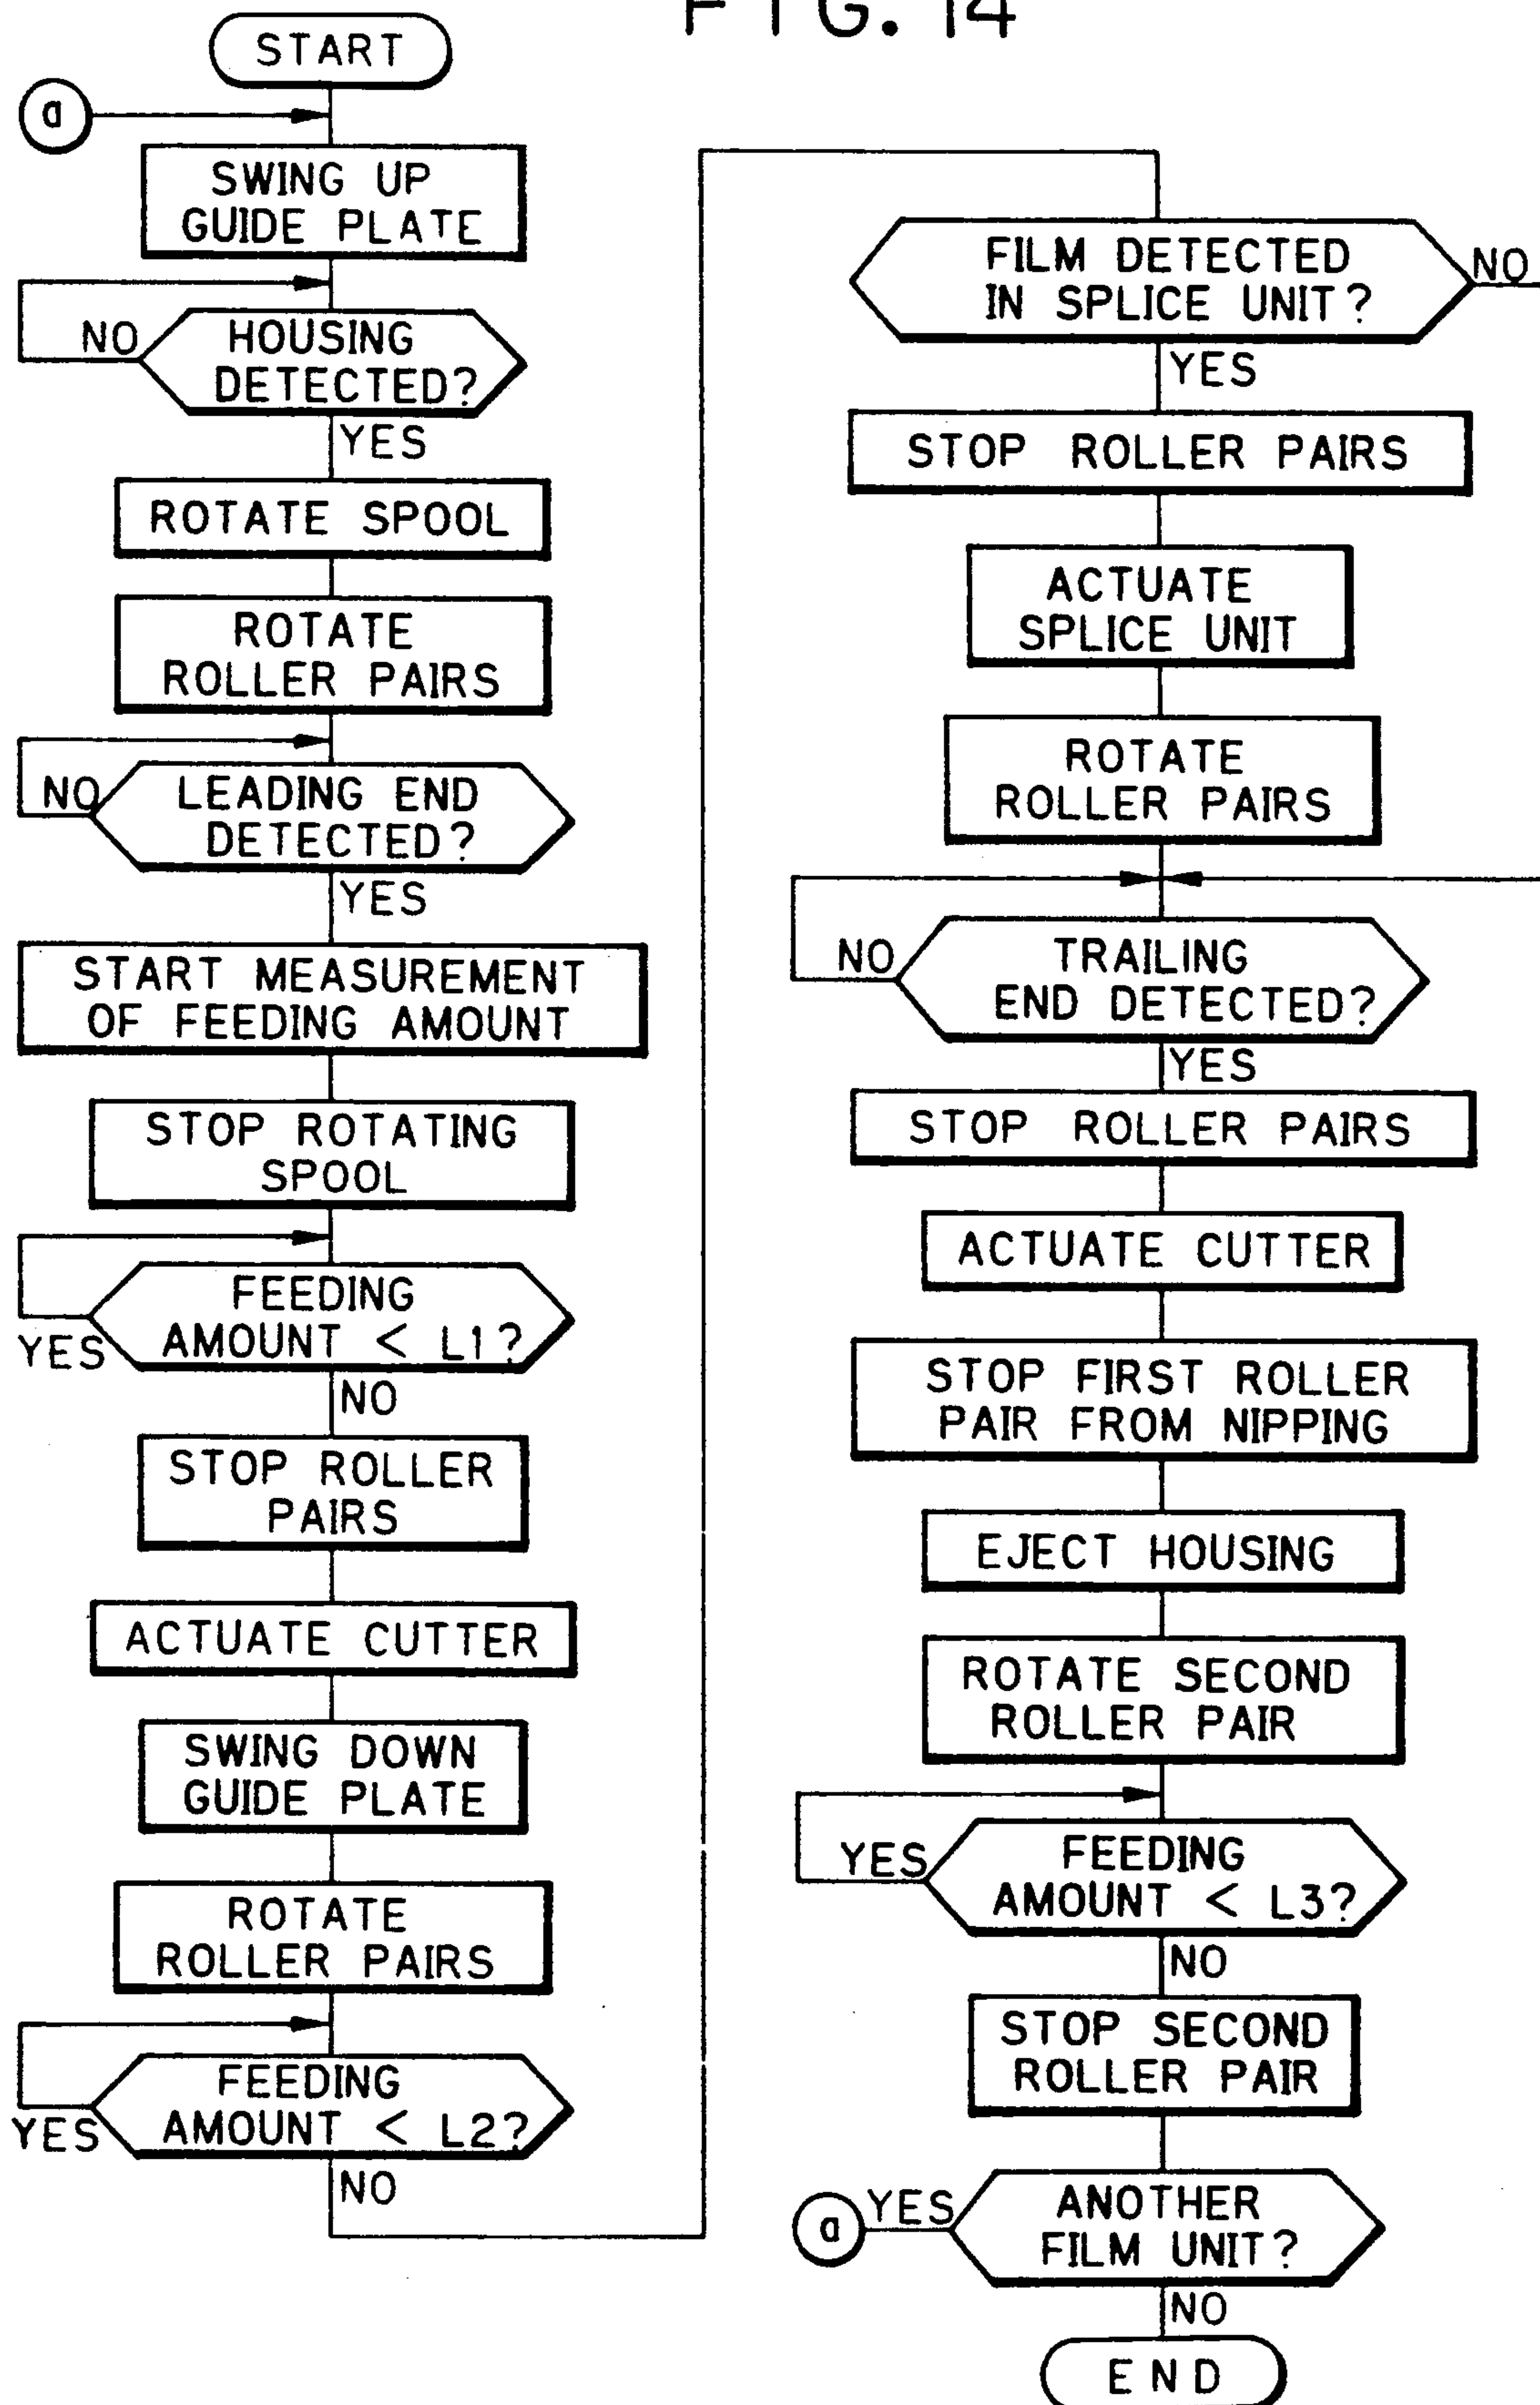 FIG. 14
START
a
SWING UP
GUIDE PLATE
NO
HOUSING
DETECTED?
YES
ROTATE SPOOL
ROTATE
ROLLER PAIRS
NO
LEADING END
DETECTED?
YES
START MEASUREMENT
OF FEEDING AMOUNT
STOP ROTATING
SPOOL
FEEDING
AMOUNT < L1?
YES
NO
STOP ROLLER
PAIRS
ACTUATE CUTTER
SWING DOWN
GUIDE PLATE
ROTATE
ROLLER PAIRS
FEEDING
AMOUNT < L2?
YES
NO
FILM DETECTED
IN SPLICE UNIT?
NO
YES
STOP ROLLER PAIRS
ACTUATE
SPLICE UNIT
ROTATE
ROLLER PAIRS
NO
TRAILING
END DETECTED?
YES
STOP ROLLER PAIRS
ACTUATE CUTTER
STOP FIRST ROLLER
PAIR FROM NIPPING
EJECT HOUSING
ROTATE SECOND
ROLLER PAIR
YES
FEEDING
AMOUNT < L3?
NO
STOP SECOND
ROLLER PAIR
a
YES
ANOTHER
FILM UNIT?
NO
END